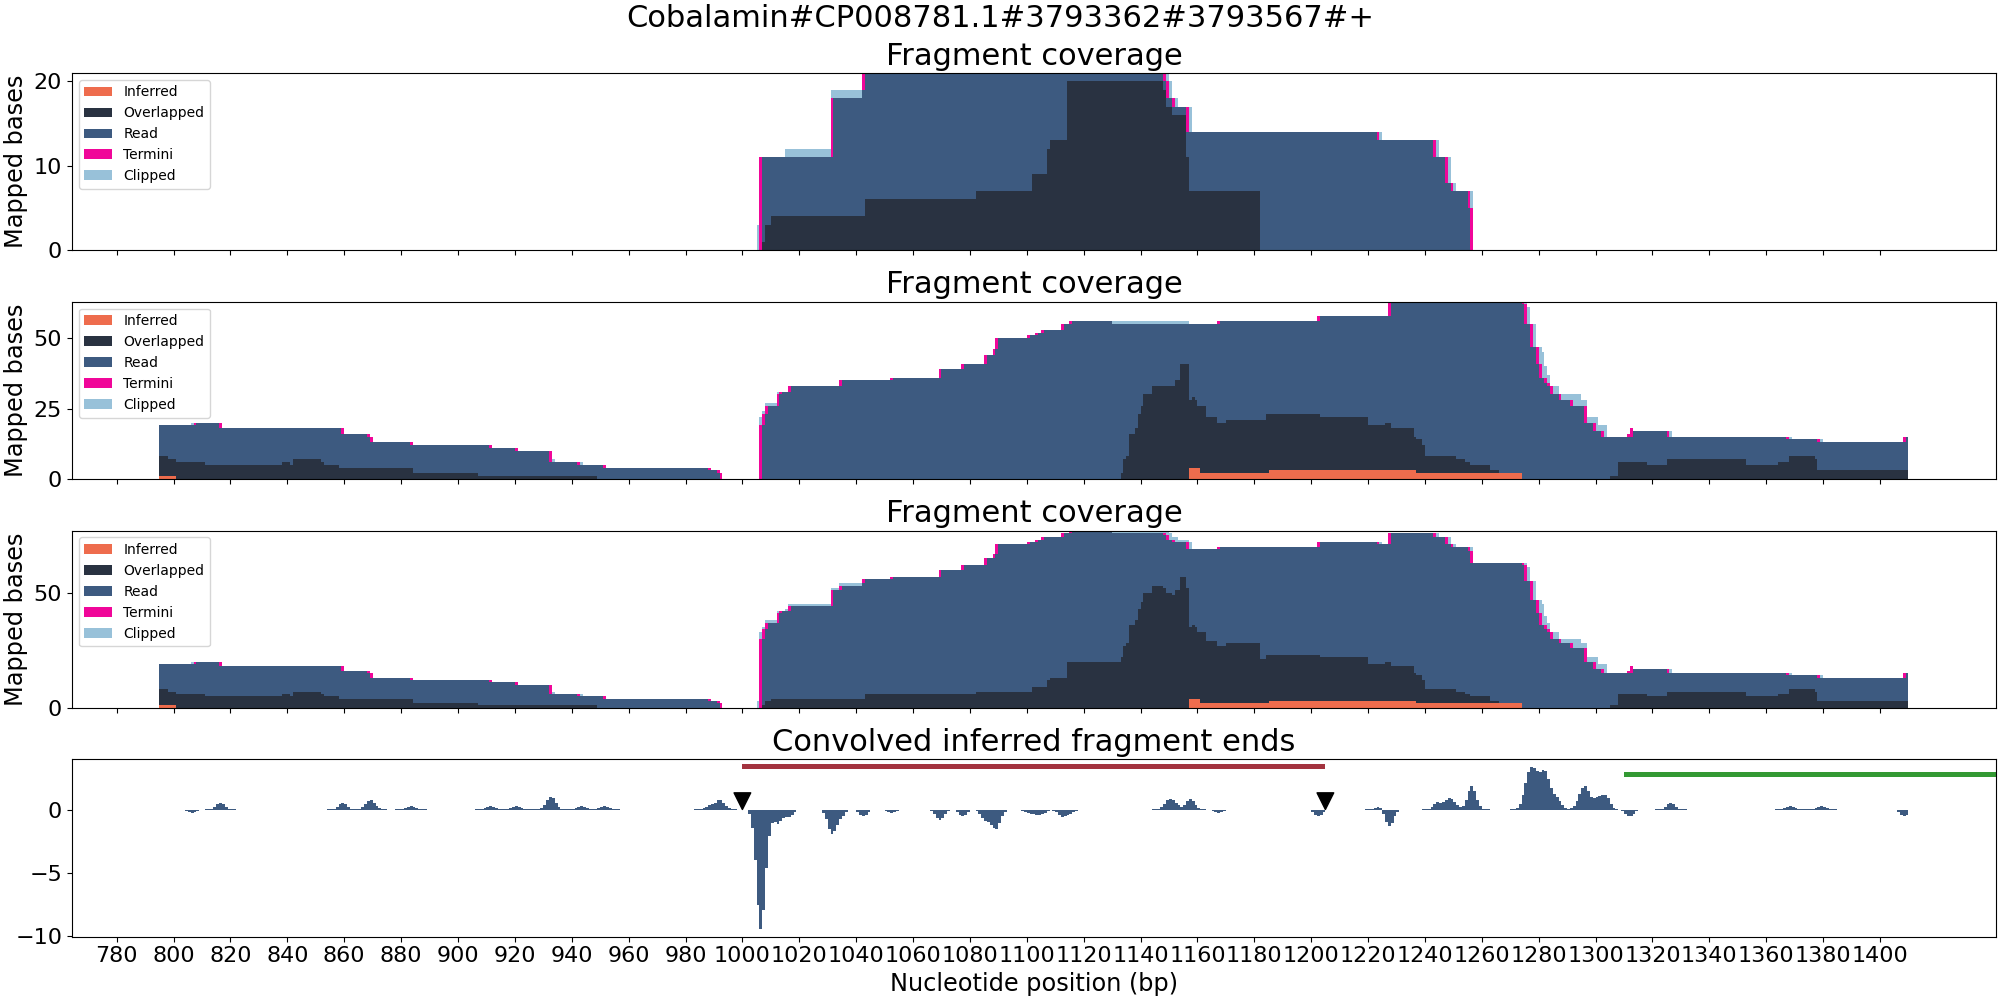 Cobalamin#CP008781.1#3793362#3793567#+
Fragment coverage
Mapped bases
20
10
0
Inferred
Overlapped
Read
Termini
Clipped
Fragment coverage
Mapped bases
50
25
0
Inferred
Overlapped
Read
Termini
Clipped
Fragment coverage
Mapped bases
50
0
Inferred
Overlapped
Read
Termini
Clipped
Convolved inferred fragment ends
0
−5
−10
780 800 820 840 860 880 900 920 940 960 980 1000 1020 1040 1060 1080 1100 1120 1140 1160 1180 1200 1220 1240 1260 1280 1300 1320 1340 1360 1380 1400
Nucleotide position (bp)